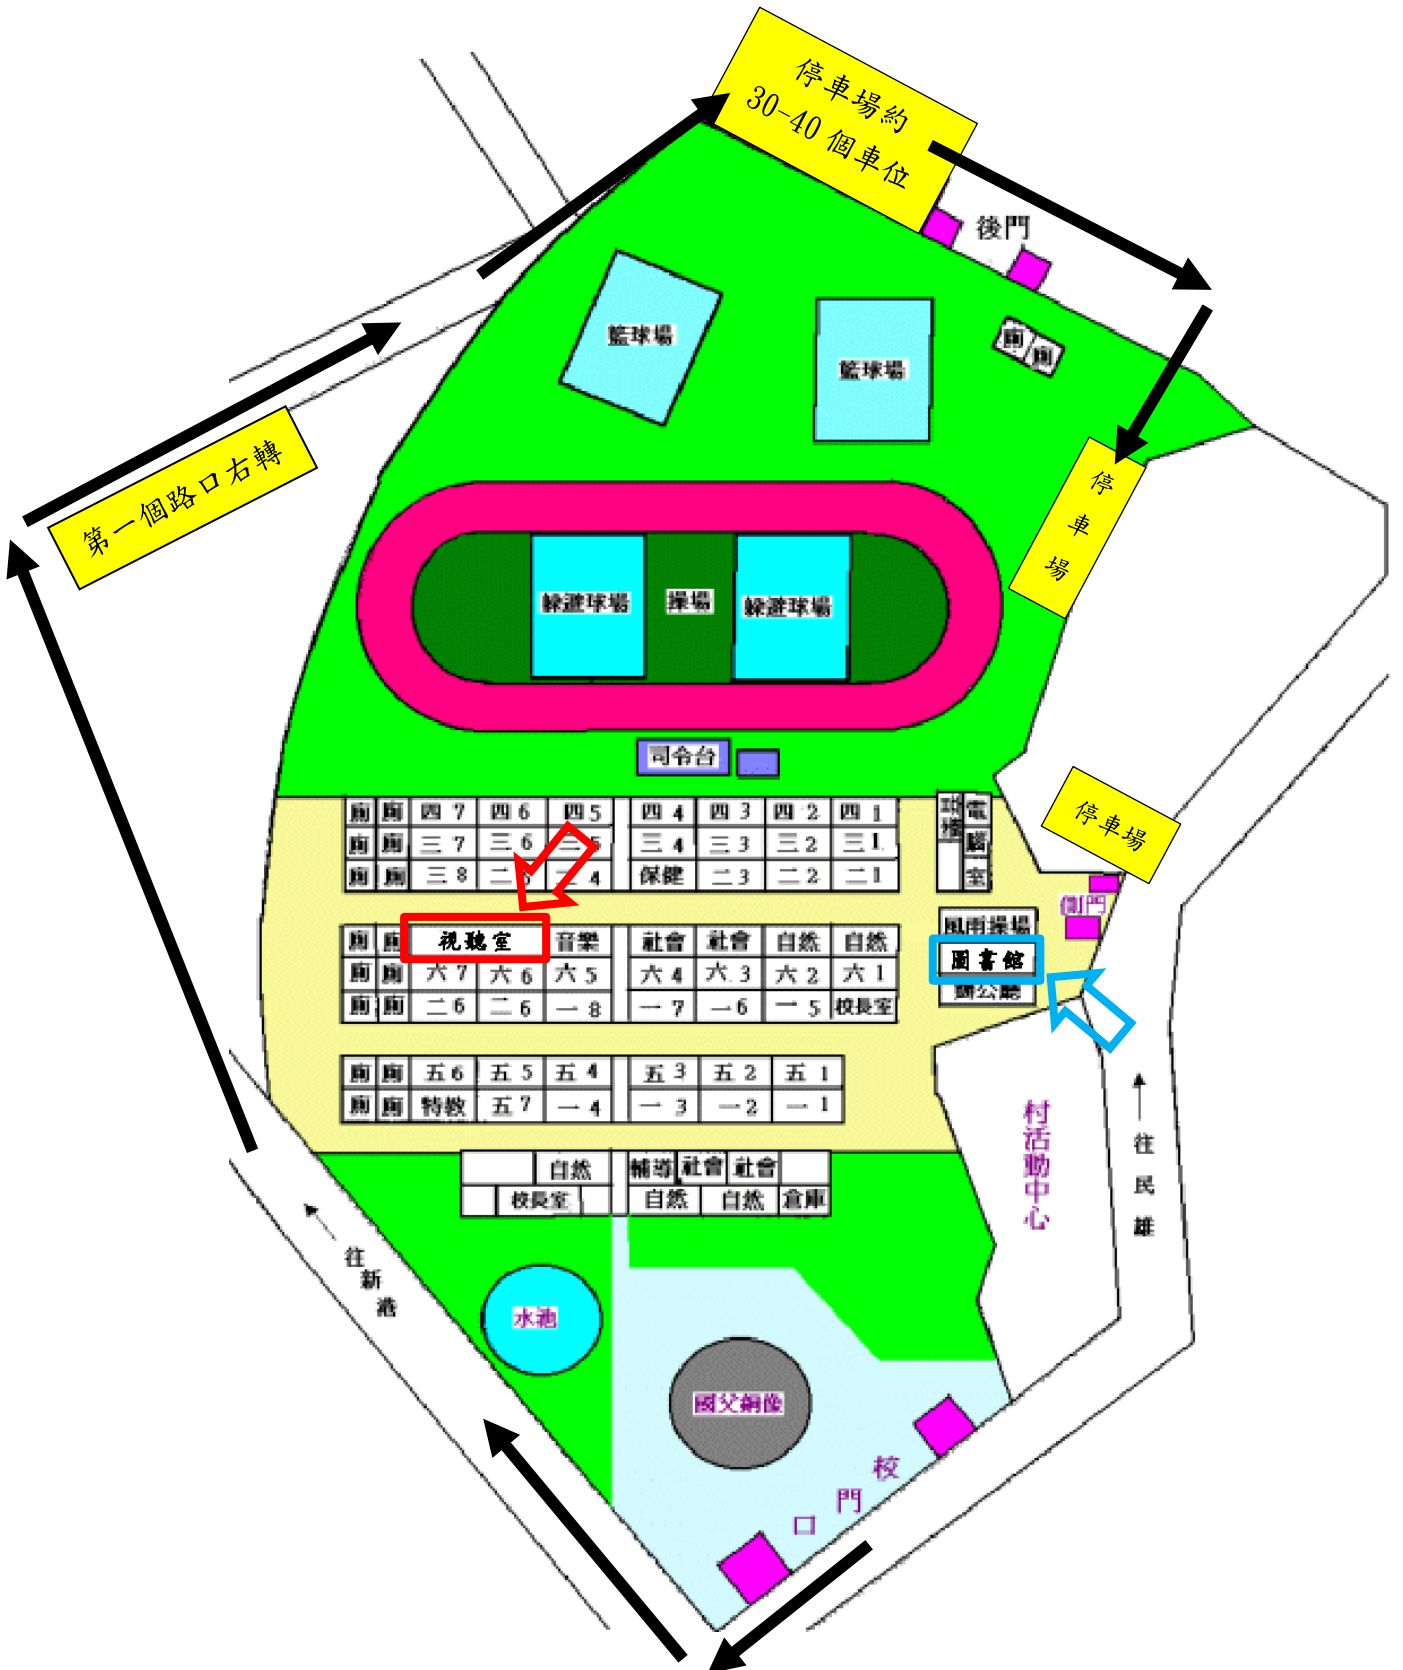 停車場約
30-40 個車位
後門
籃球場
籃球場
廁 廁
第一個路口右轉
停車場
躲避球場 操場 躲避球場
司令台
停車場
廁 廁 四7 四6 四5 四4 四3 四2 四1
廁 廁 三7 三6 三5 三4 三3 三2 三1
廁 廁 三8 二4 保健 二3 二2 二1
電腦室
側門
風雨操場
圖書館
辦公廳
廁 廁 視聽室 音樂 社會 社會 自然 自然
廁 廁 六7 六6 六5 六4 六3 六2 六1
廁 廁 二6 二6 一8 一7 一6 一5 校長室
廁 廁 五6 五5 五4 五3 五2 五1
廁 廁 特教 五7 一4 一3 一2 一1
自然 輔導 社會 社會
校長室 自然 自然 倉庫
村活動中心
往民雄
往新港
水池
國父銅像
校門口